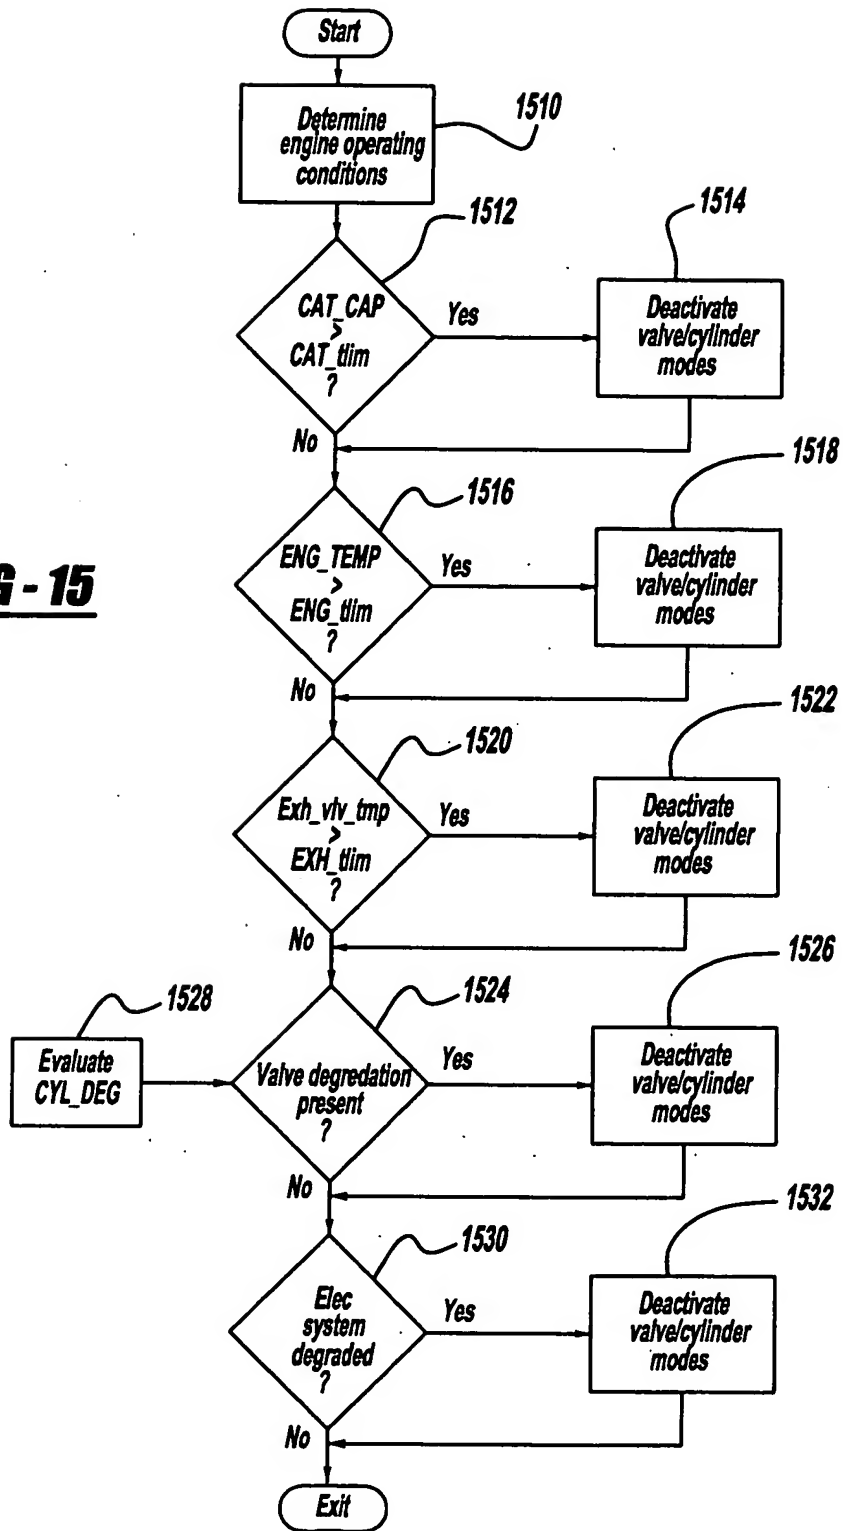 Start
Determine
engine operating
conditions
1510
1512
CAT_CAP
>
CAT_tlim
?
Yes
No
1514
Deactivate
valve/cylinder
modes
1516
ENG_TEMP
>
ENG_tlim
?
Yes
No
1518
Deactivate
valve/cylinder
modes
G - 15
1520
Exh_vlv_tmp
>
EXH_tlim
?
Yes
No
1522
Deactivate
valve/cylinder
modes
1528
Evaluate
CYL_DEG
1524
Valve degredation
present
?
Yes
No
1526
Deactivate
valve/cylinder
modes
1530
Elec
system
degraded
?
Yes
No
1532
Deactivate
valve/cylinder
modes
Exit